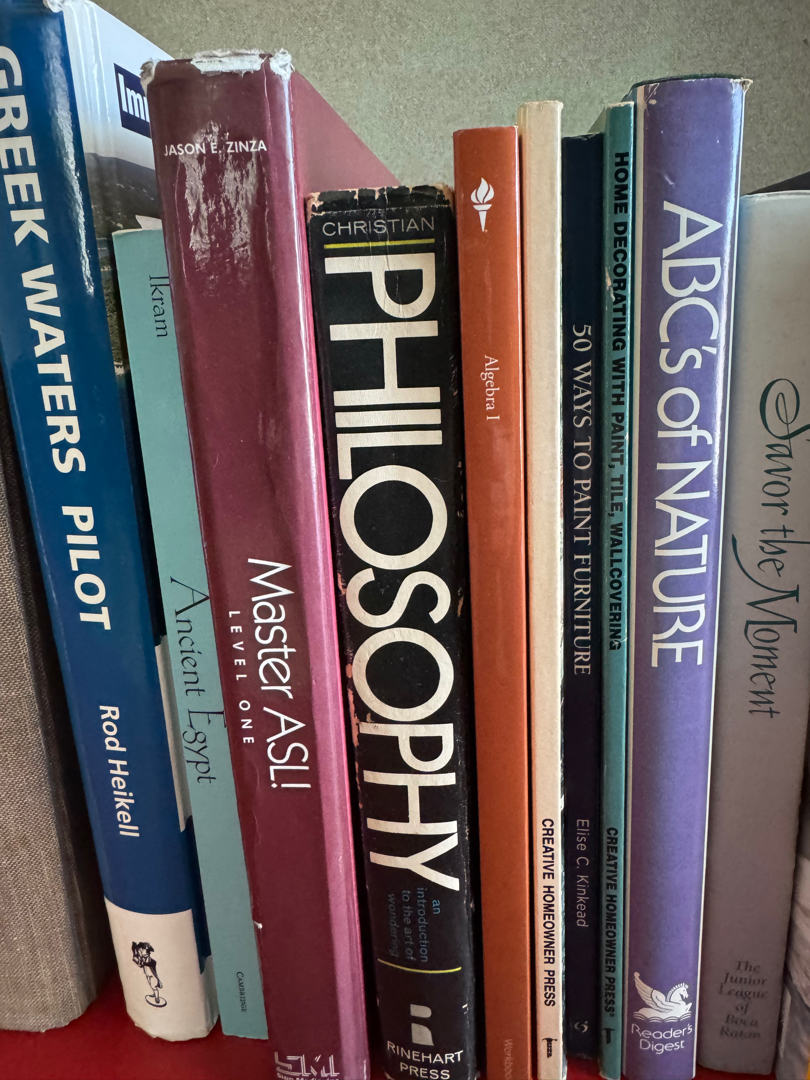 GREEK WATERS PILOT
Rod Heikell
Im
Ikram
Ancient Egypt
CAMBRIDGE
JASON E. ZINZA
Master ASL!
LEVEL ONE
CHRISTIAN
PHILOSOPHY
an
introduction
to the art of
wondering
RINEHART
PRESS
Algebra I
CREATIVE HOMEOWNER PRESS
50 WAYS TO PAINT FURNITURE
Elise C. Kinkead
HOME DECORATING WITH PAINT, TILE, WALLCOVERING
CREATIVE HOMEOWNER PRESS®
ABC's of NATURE
Reader's
Digest
Savor the Moment
The
Junior
League of
Boca
Raton